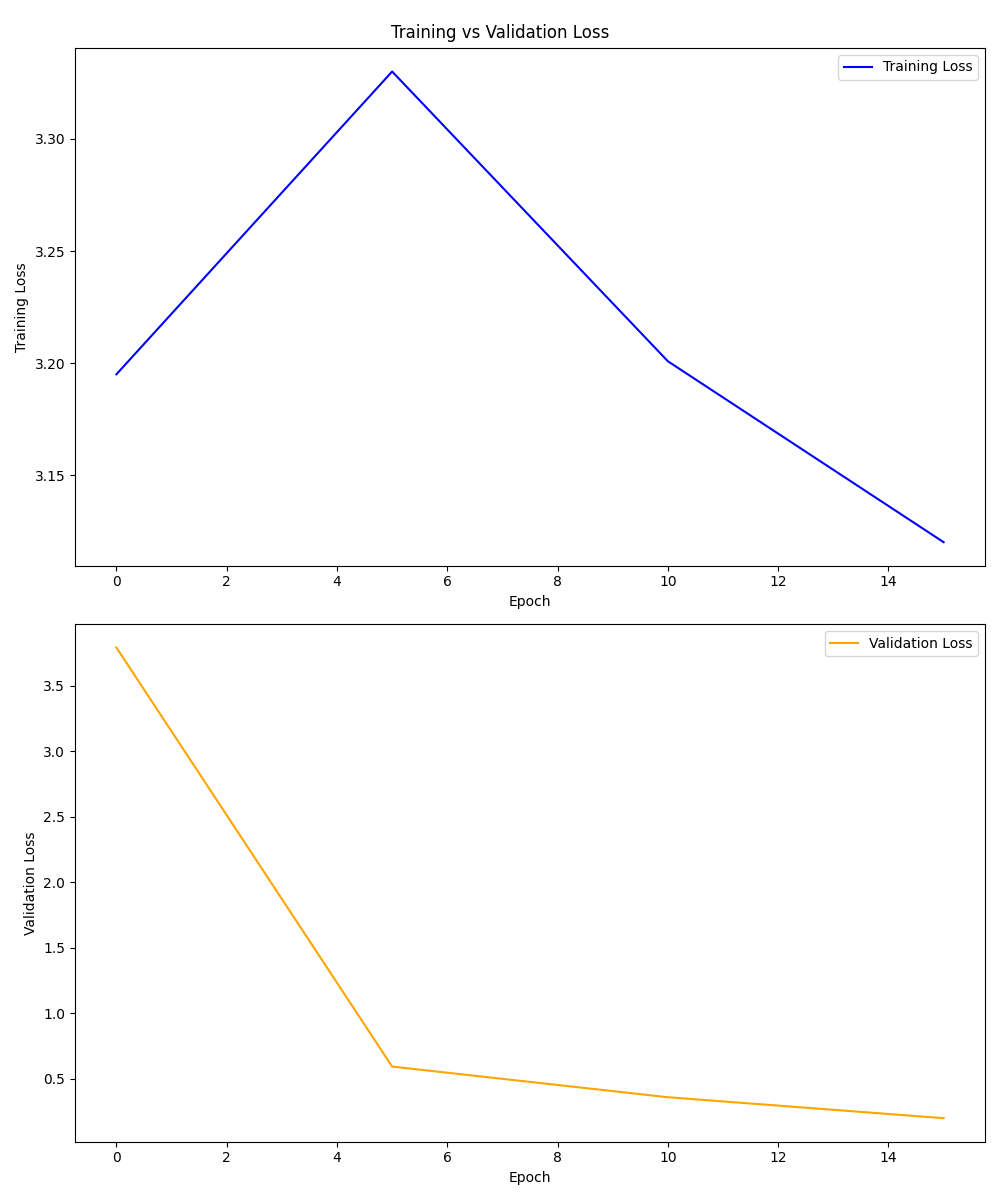 Training vs Validation Loss
Training Loss
3.30
3.25
3.20
3.15
Training Loss
0 2 4 6 8 10 12 14
Epoch
Validation Loss
3.5
3.0
2.5
2.0
1.5
1.0
0.5
Validation Loss
0 2 4 6 8 10 12 14
Epoch